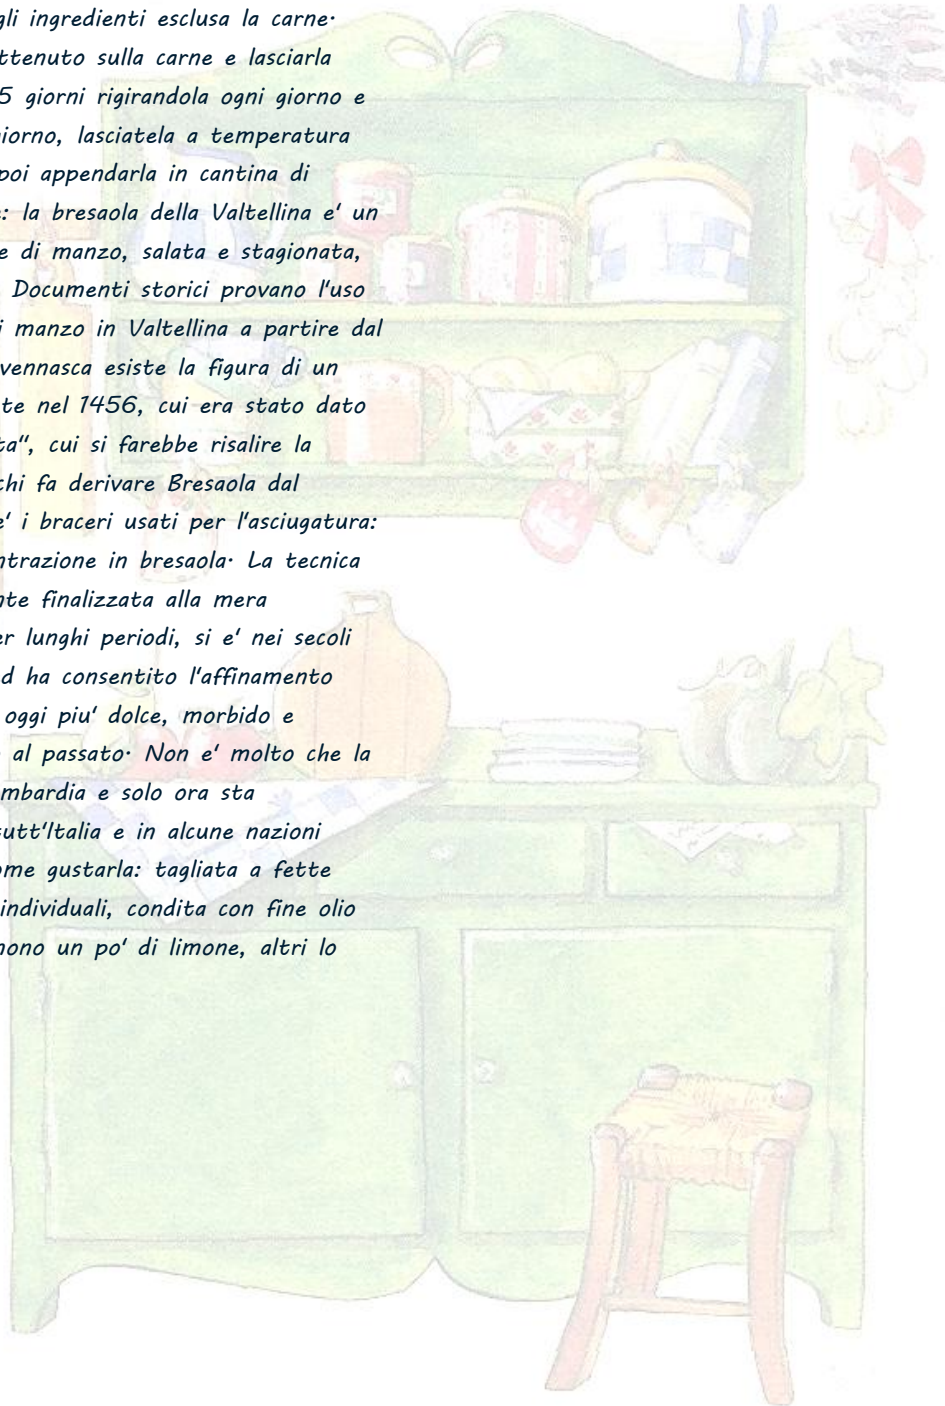 gli ingredienti esclusa la carne·
ttenuto sulla carne e lasciarla
5 giorni rigirandola ogni giorno e
giorno, lasciatela a temperatura
poi appendarla in cantina di
: la bresaola della Valtellina e' un
e di manzo, salata e stagionata,
Documenti storici provano l'uso
i manzo in Valtellina a partire dal
vennasca esiste la figura di un
te nel 1456, cui era stato dato
ta", cui si farebbe risalire la
chi fa derivare Bresaola dal
e' i braceri usati per l'asciugatura:
ntrazione in bresaola· La tecnica
nte finalizzata alla mera
er lunghi periodi, si e' nei secoli
d ha consentito l'affinamento
oggi piu' dolce, morbido e
al passato· Non e' molto che la
mbardia e solo ora sta
tutt'Italia e in alcune nazioni
ome gustarla: tagliata a fette
individuali, condita con fine olio
nono un po' di limone, altri lo